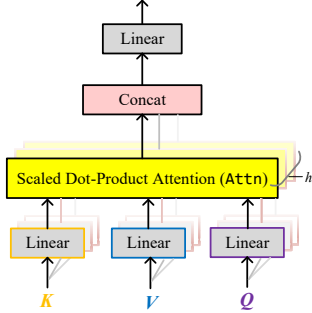 Linear
Concat
Scaled Dot-Product Attention (Attn)
h
Linear Linear Linear
K V Q